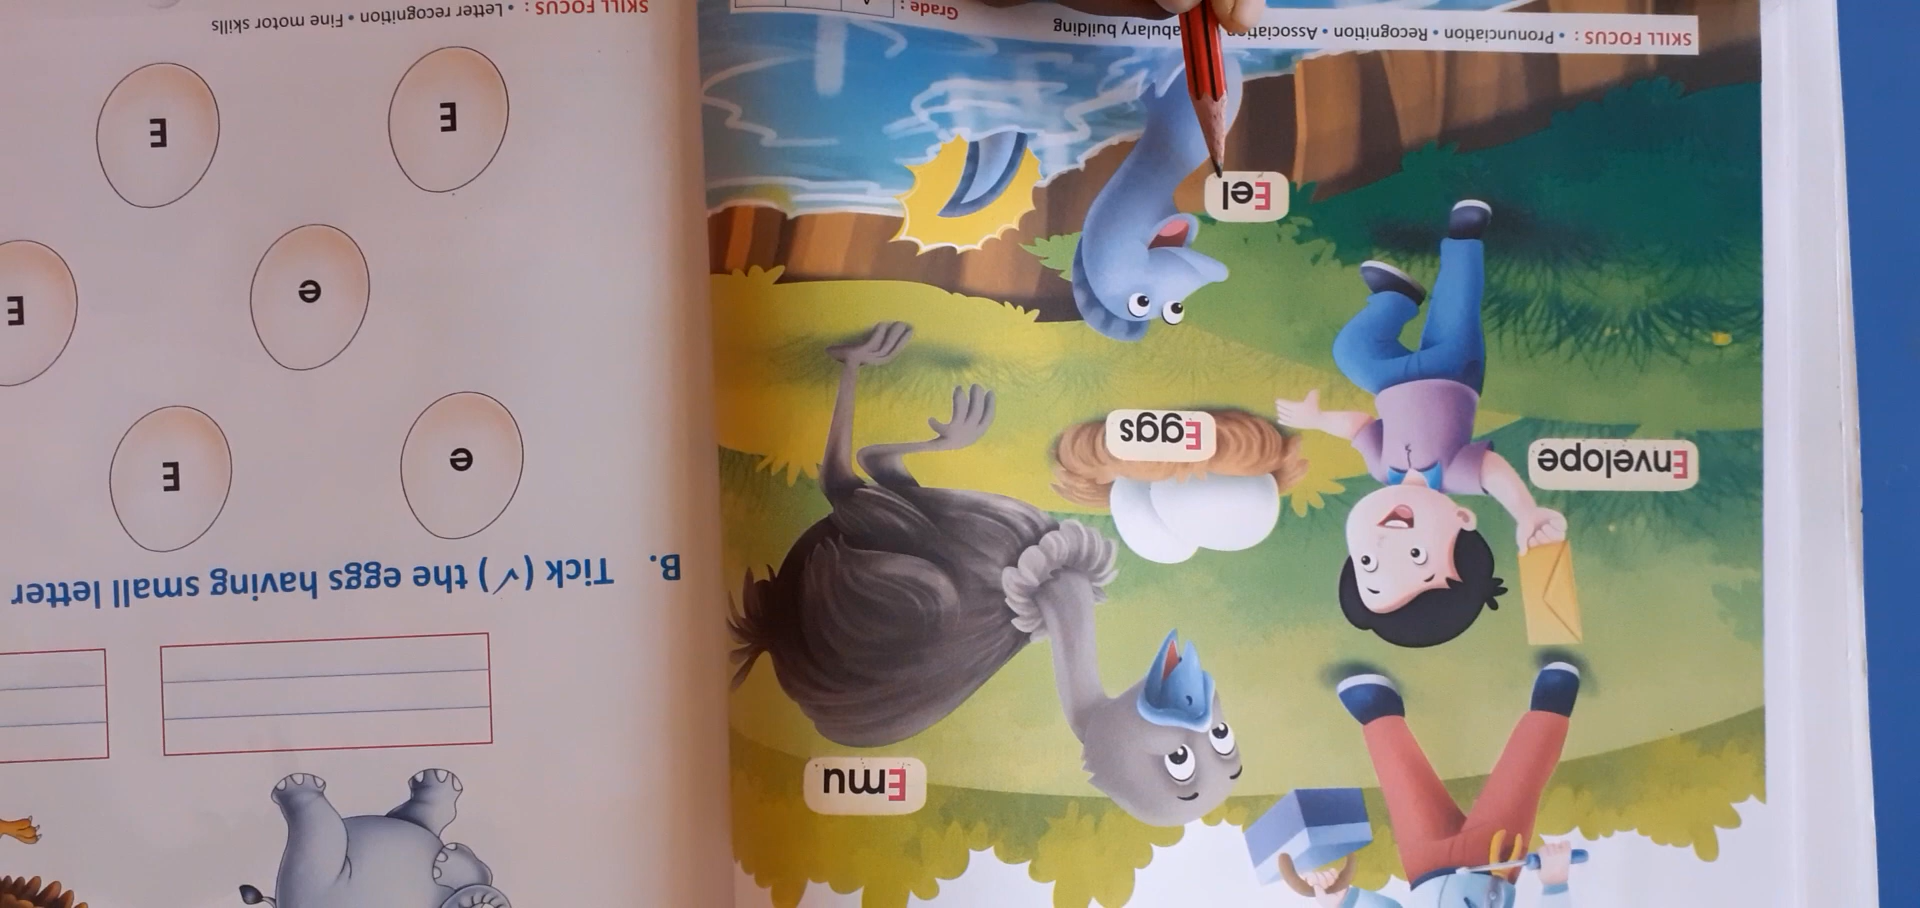 Emu
Envelope
Eggs
Eel
SKILL FOCUS : • Pronunciation • Recognition • Association
abulary building
Grade :
B. Tick (✓) the eggs having small letter
e
E
E
e
E
E
SKILL FOCUS : • Letter recognition • Fine motor skills